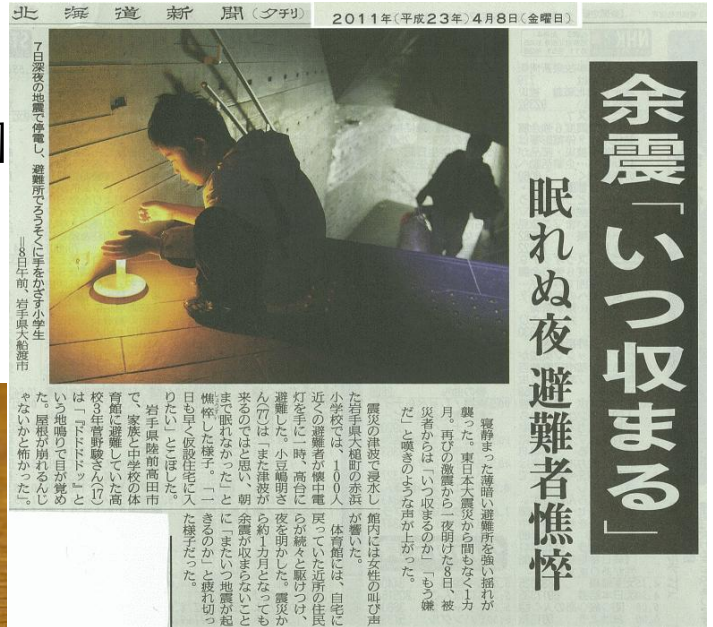 北海道新聞(夕刊)
2011年(平成23年)4月8日(金曜日)
余震「いつ収まる」
眠れぬ夜 避難者憔悴
7日深夜の地震で停電し、避難所でろうそくに手をかざす小学生
=8日午前、岩手県大船渡市
寝静まった薄暗い避難所を強い揺れが
襲った。東日本大震災から間もなく1カ
月。再びの激震から一夜明けた8日、被
災者からは「いつ収まるのか」「もう嫌
だ」と嘆きのような声が上がった。
震災の津波で浸水し
た岩手県大槌町の赤浜
小学校では、100人
近くの避難者が懐中電
灯を手に一時、高台に
避難した。小豆嶋明さ
ん(77)は「また津波が
来るのではと思い、朝
まで眠れなかった」と
憔悴した様子。「一
日も早く仮設住宅に入
りたい」とこぼした。
岩手県陸前高田市
で、家族と中学校の体
育館に避難していた高
校3年菅野駿さん(17)
は「『ドドドドッ』と
いう地鳴りで目が覚め
た。屋根が崩れるんじ
ゃないかと怖かった」。
館内には女性の叫び声
が響いた。
体育館には、自宅に
戻っていた近所の住民
らが続々と駆けつけ、
夜を明かした。震災か
ら約1カ月となっても
余震が収まらないこと
に「またいつ地震が起
きるのか」と疲れ切っ
た様子だった。